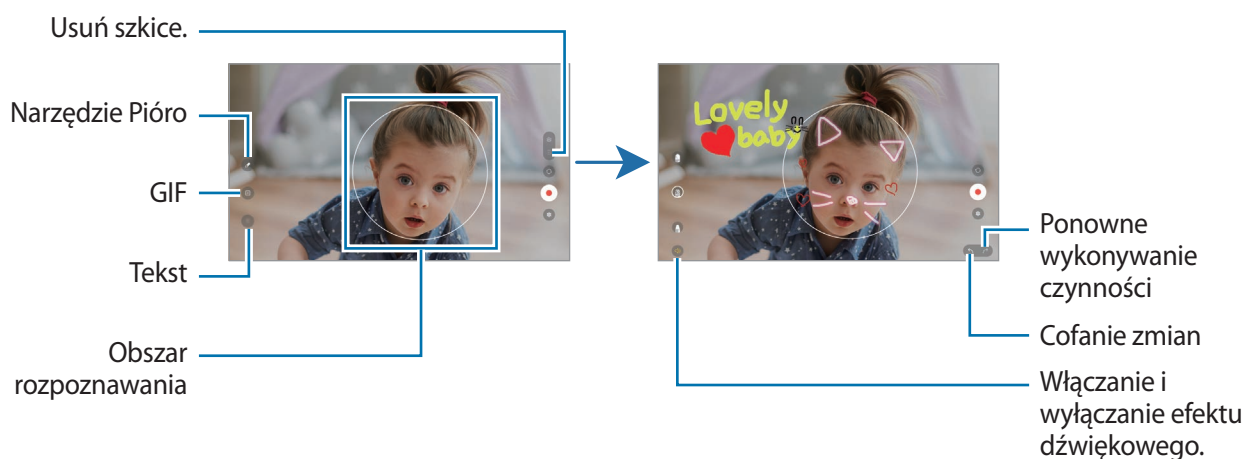 Usuń szkice.
Narzędzie Pióro
GIF
Tekst
Obszar
rozpoznawania
Lovely
baby
Ponowne
wykonywanie
czynności
Cofanie zmian
Włączanie i
wyłączanie efektu
dźwiękowego.